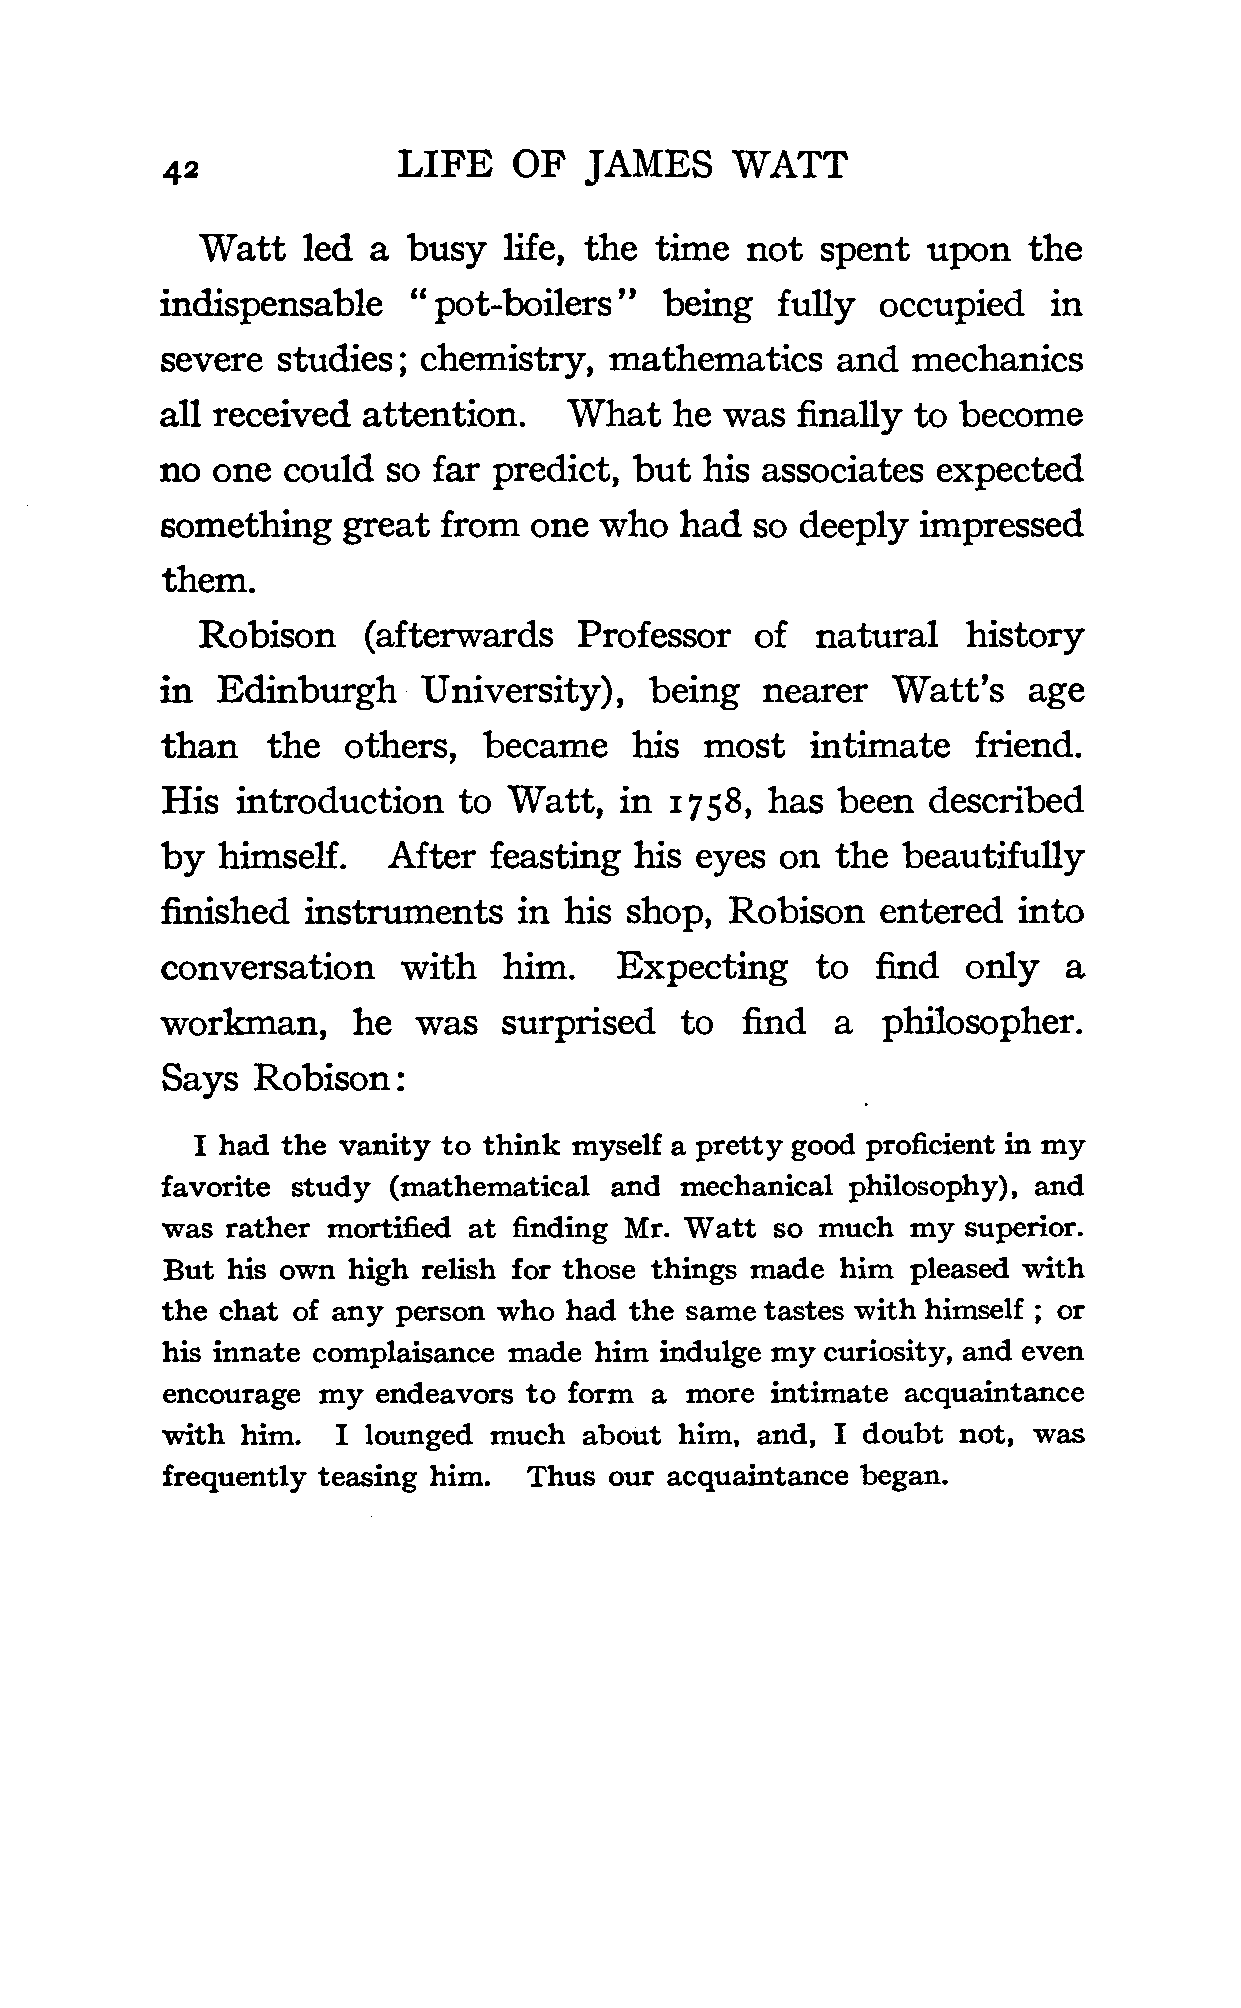 42 LIFE OF JAMES WATT
Watt led a busy life, the time not spent upon the
indispensable "pot-boilers" being fully occupied in
severe studies; chemistry, mathematics and mechanics
all received attention. What he was finally to become
no one could so far predict, but his associates expected
something great from one who had so deeply impressed
them.
Robison (afterwards Professor of natural history
in Edinburgh University), being nearer Watt's age
than the others, became his most intimate friend.
His introduction to Watt, in 1758, has been described
by himself. After feasting his eyes on the beautifully
finished instruments in his shop, Robison entered into
conversation with him. Expecting to find only a
workman, he was surprised to find a philosopher.
Says Robison:
I had the vanity to think myself a pretty good proficient in my
favorite study (mathematical and mechanical philosophy), and
was rather mortified at finding Mr. Watt so much my superior.
But his own high relish for those things made him pleased with
the chat of any person who had the same tastes with himself; or
his innate complaisance made him indulge my curiosity, and even
encourage my endeavors to form a more intimate acquaintance
with him. I lounged much about him, and, I doubt not, was
frequently teasing him. Thus our acquaintance began.